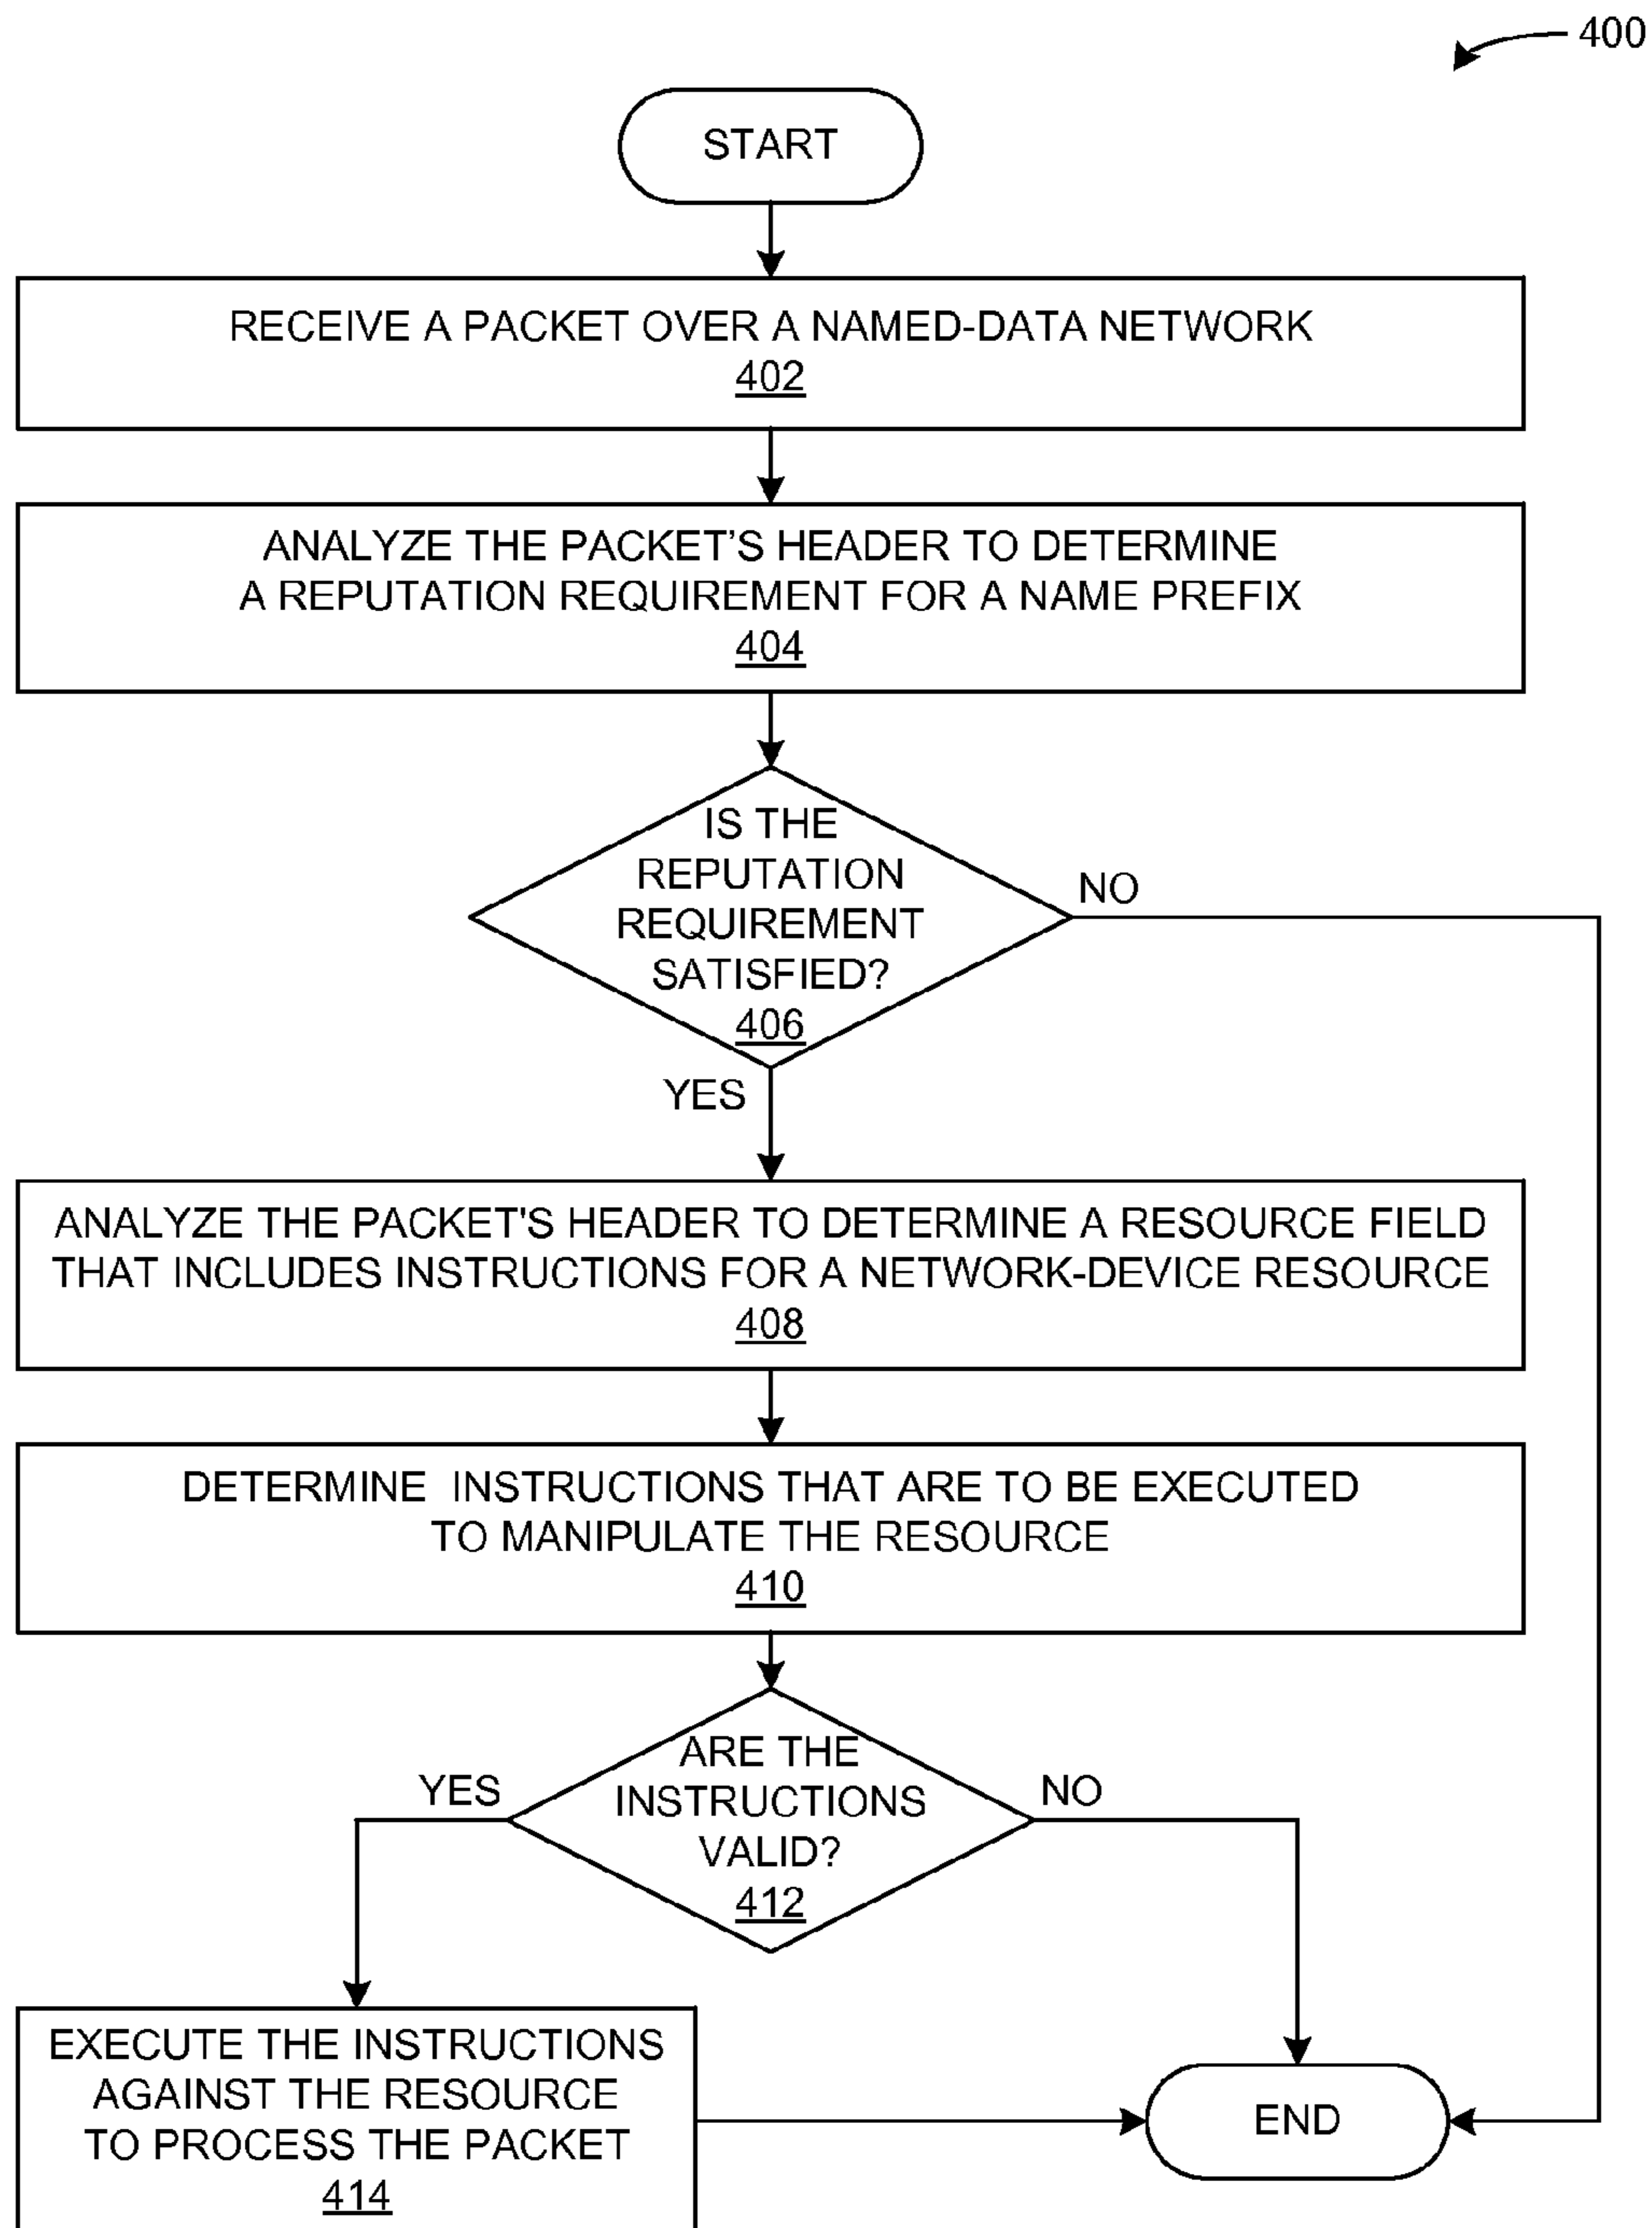 400
START
RECEIVE A PACKET OVER A NAMED-DATA NETWORK
402
ANALYZE THE PACKET’S HEADER TO DETERMINE
A REPUTATION REQUIREMENT FOR A NAME PREFIX
404
IS THE
REPUTATION
REQUIREMENT
SATISFIED?
406
NO
YES
ANALYZE THE PACKET'S HEADER TO DETERMINE A RESOURCE FIELD
THAT INCLUDES INSTRUCTIONS FOR A NETWORK-DEVICE RESOURCE
408
DETERMINE INSTRUCTIONS THAT ARE TO BE EXECUTED
TO MANIPULATE THE RESOURCE
410
ARE THE
INSTRUCTIONS
VALID?
412
YES
NO
EXECUTE THE INSTRUCTIONS
AGAINST THE RESOURCE
TO PROCESS THE PACKET
414
END